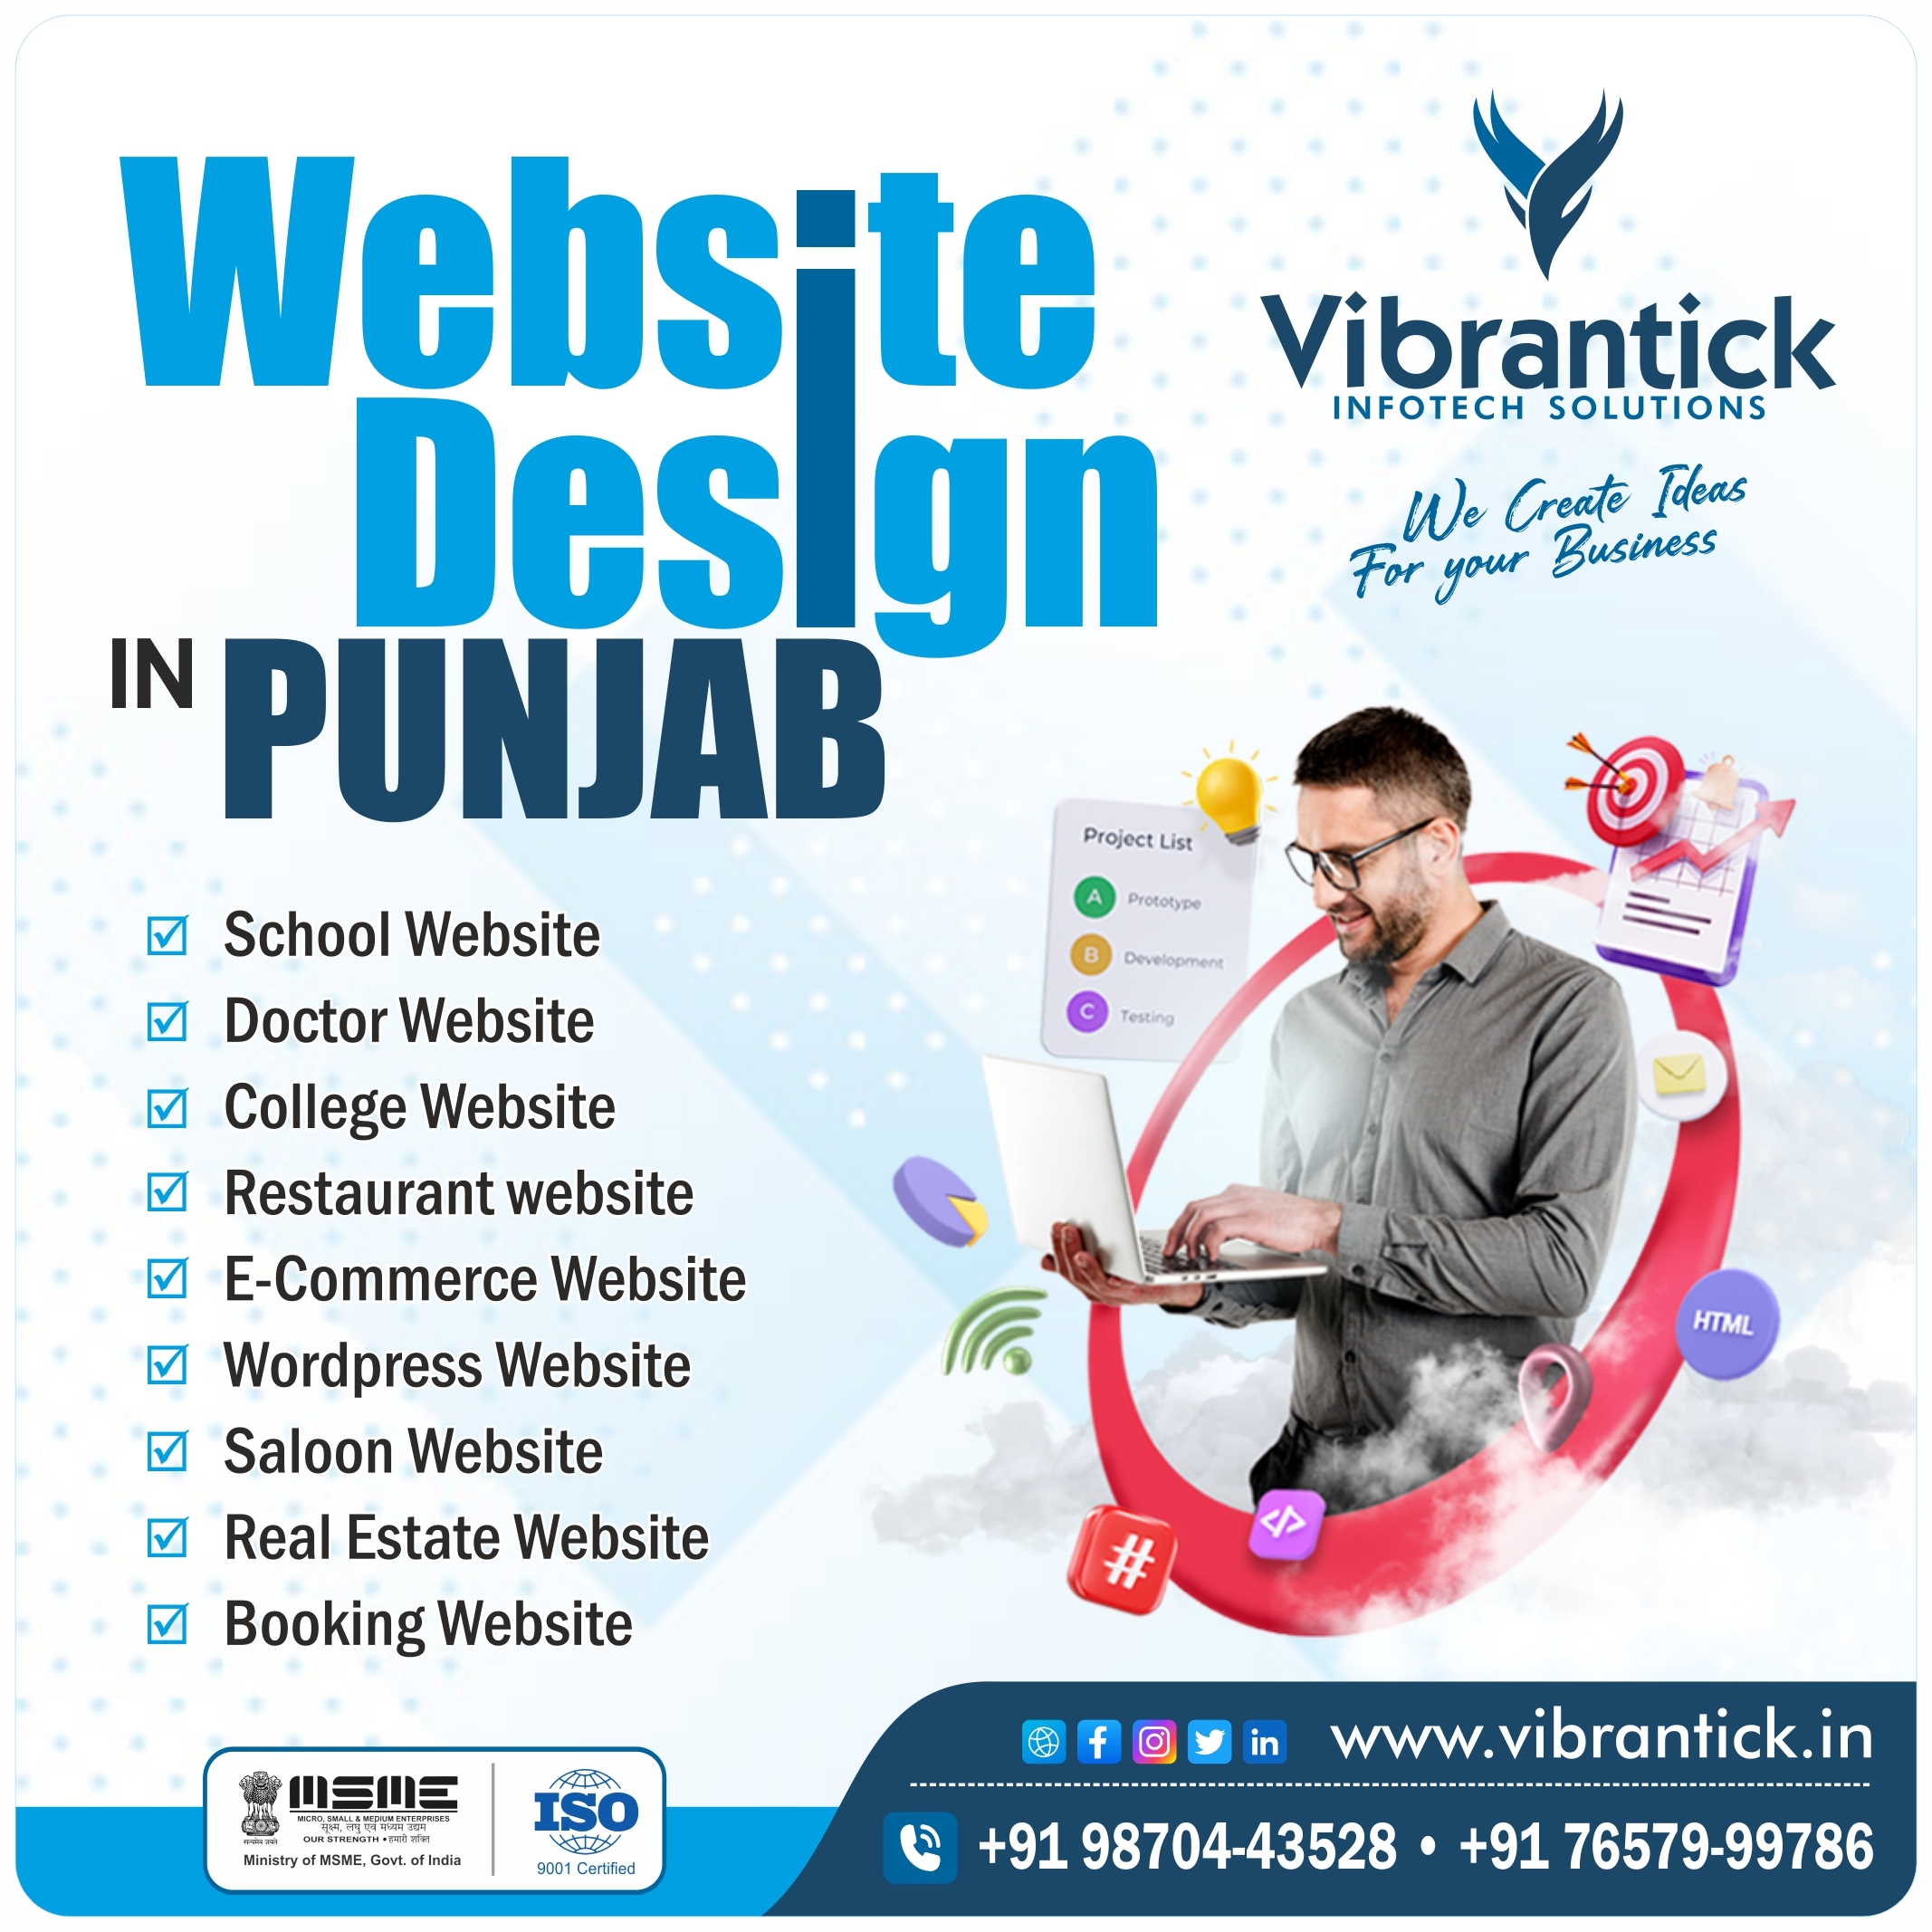 Website
Design
IN PUNJAB
Vibrantick
INFOTECH SOLUTIONS
We Create Ideas
For your Business
School Website
Doctor Website
College Website
Restaurant website
E-Commerce Website
Wordpress Website
Saloon Website
Real Estate Website
Booking Website
Project List
A Prototype
B Development
C Testing
HTML
#
</>
सत्यमेव जयते
MSME
MICRO, SMALL & MEDIUM ENTERPRISES
सूक्ष्म, लघु एवं मध्यम उद्यम
OUR STRENGTH • हमारी शक्ति
Ministry of MSME, Govt. of India
ISO
9001 Certified
www.vibrantick.in
+91 98704-43528 • +91 76579-99786